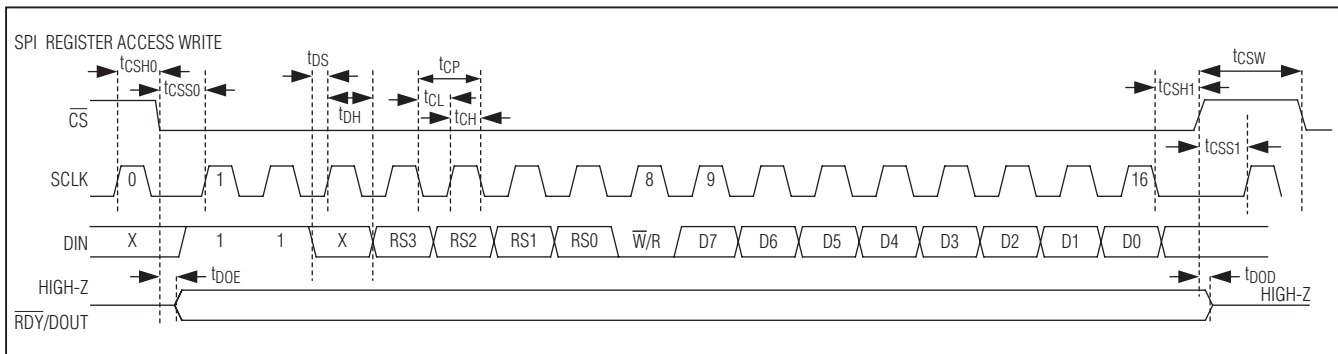 SPI REGISTER ACCESS WRITE
tCSH0
tCSS0
tDS
tDH
tCP
tCL
tCH
tCSH1
tCSW
tCSS1
CS
SCLK 0 1 8 9 16
DIN X 1 1 X RS3 RS2 RS1 RS0 W/R D7 D6 D5 D4 D3 D2 D1 D0
tDOE
tDOD
HIGH-Z HIGH-Z
RDY/DOUT